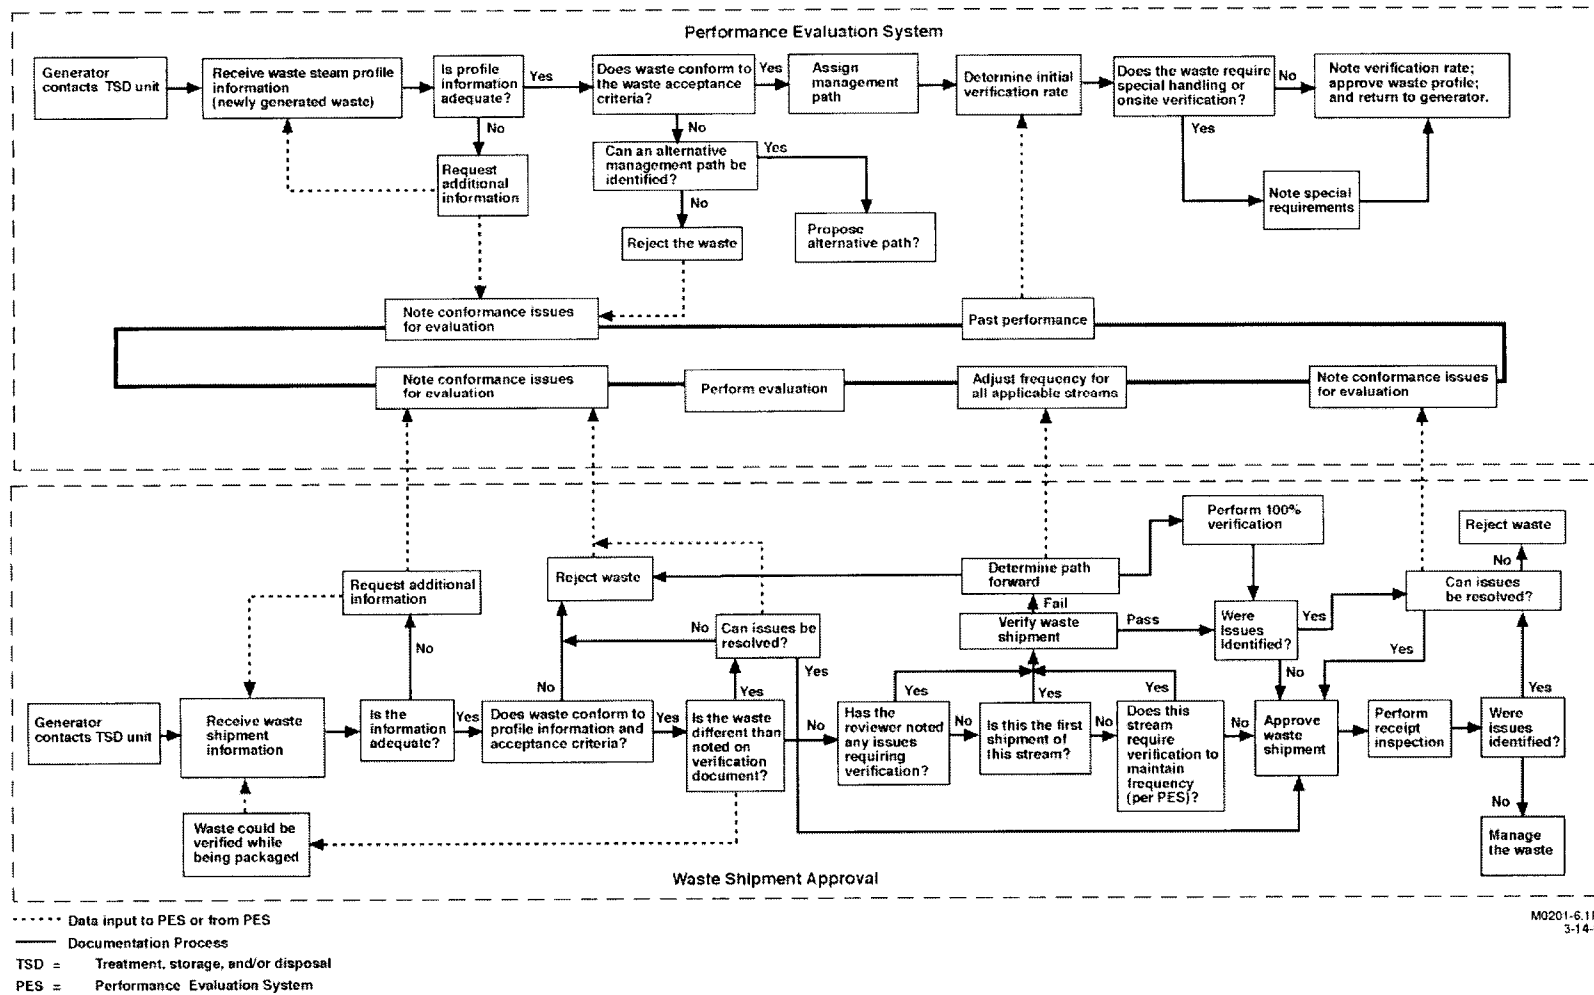 Performance Evaluation System
Generator
contacts TSD unit
Receive waste steam profile
information
(newly generated waste)
Is profile
information
adequate?
Yes
No
Request
additional
information
Does waste conform to
the waste acceptance
criteria?
Yes
No
Can an alternative
management path be
identified?
Yes
No
Reject the waste
Propose
alternative path?
Assign
management
path
Determine initial
verification rate
Does the waste require
special handling or
onsite verification?
No
Yes
Note special
requirements
Note verification rate;
approve waste profile;
and return to generator.
Note conformance issues
for evaluation
Past performance
Note conformance issues
for evaluation
Perform evaluation
Adjust frequency for
all applicable streams
Note conformance issues
for evaluation
Generator
contacts TSD unit
Receive waste
shipment
information
Waste could be
verified while
being packaged
Request additional
information
No
Is the
information
adequate?
Yes
Does waste conform to
profile information and
acceptance criteria?
No
Yes
Reject waste
Is the waste
different than
noted on
verification
document?
Yes
No
Can issues be
resolved?
No
Yes
Has the
reviewer noted
any issues
requiring
verification?
Yes
No
Is this the first
shipment of
this stream?
Yes
No
Does this
stream
require
verification to
maintain
frequency
(per PES)?
Yes
No
Verify waste
shipment
Fail
Pass
Determine path
forward
Perform 100%
verification
Were
issues
identified?
Yes
No
Approve
waste
shipment
Perform
receipt
inspection
Were
issues
identified?
Yes
No
Can issues
be resolved?
Yes
No
Reject waste
Manage
the waste
Waste Shipment Approval
Data input to PES or from PES
Documentation Process
TSD = Treatment, storage, and/or disposal
PES = Performance Evaluation System
M0201-6.1
3-14-